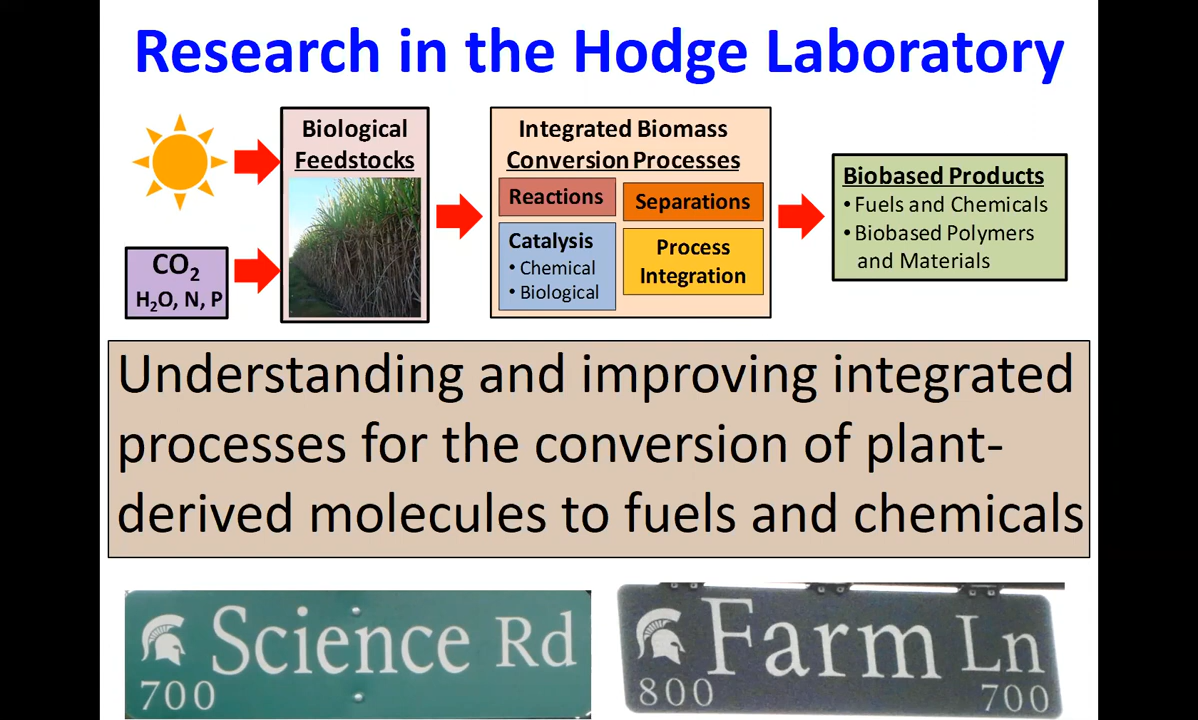 Research in the Hodge Laboratory
Biological
Feedstocks
CO₂
H₂O, N, P
Integrated Biomass
Conversion Processes
Reactions
Separations
Catalysis
• Chemical
• Biological
Process
Integration
Biobased Products
• Fuels and Chemicals
• Biobased Polymers
and Materials
Understanding and improving integrated
processes for the conversion of plant-
derived molecules to fuels and chemicals
Science Rd
700
Farm Ln
800 700